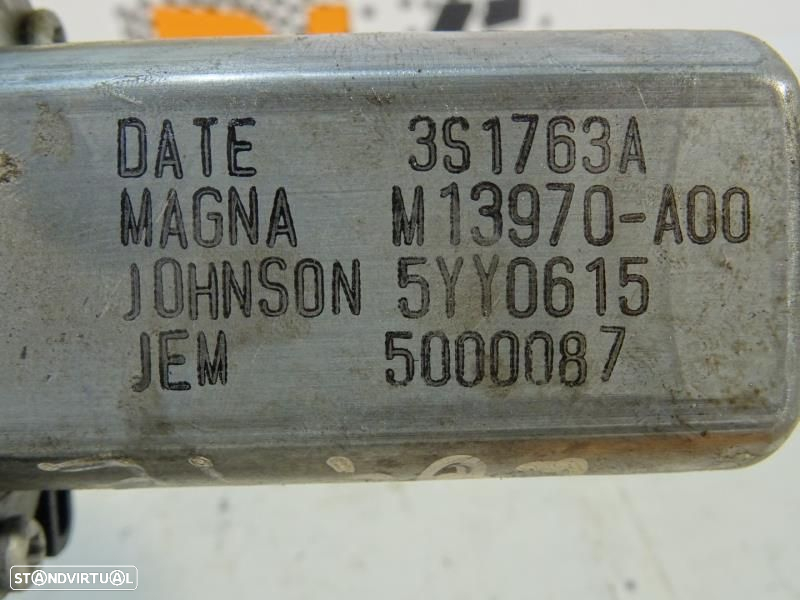 DATE 3S1763A
MAGNA M13970-A00
JOHNSON 5YY0615
JEM 5000087
STANDVIRTUAL